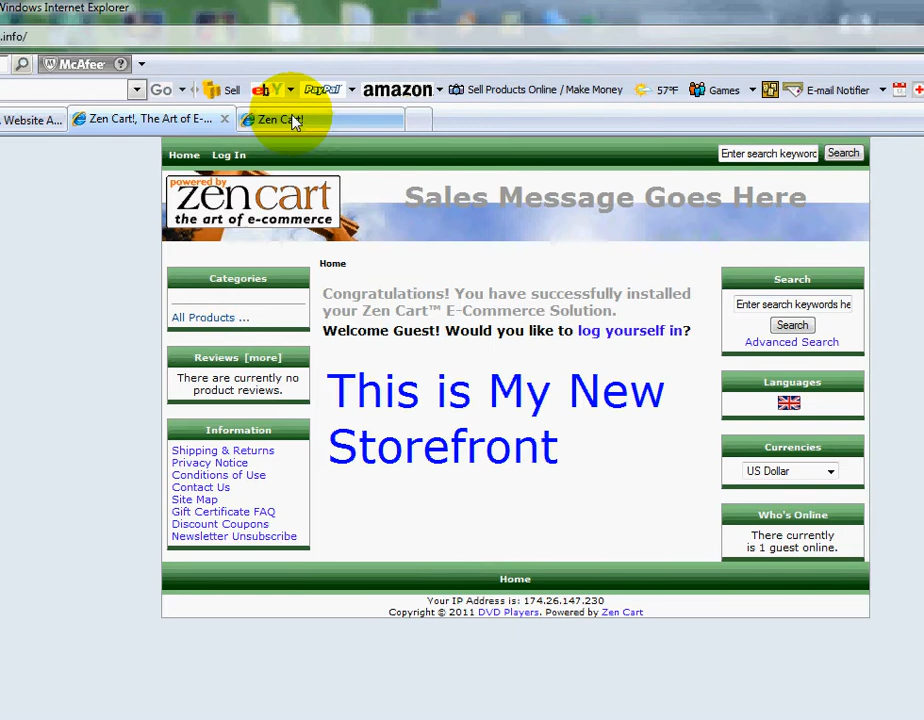 Windows Internet Explorer
.info/
McAfee ?
Go Sell ebY PayPal amazon Sell Products Online / Make Money 57°F Games E-mail Notifier
Website A... Zen Cart!, The Art of E-... Zen Cart!
Home Log In Enter search keyword Search
powered by
zencart
the art of e-commerce
Sales Message Goes Here
Home
Categories
All Products ...
Reviews [more]
There are currently no
product reviews.
Information
Shipping & Returns
Privacy Notice
Conditions of Use
Contact Us
Site Map
Gift Certificate FAQ
Discount Coupons
Newsletter Unsubscribe
Congratulations! You have successfully installed
your Zen Cart™ E-Commerce Solution.
Welcome Guest! Would you like to log yourself in?
This is My New
Storefront
Search
Enter search keywords he
Search
Advanced Search
Languages
Currencies
US Dollar
Who's Online
There currently
is 1 guest online.
Home
Your IP Address is: 174.26.147.230
Copyright © 2011 DVD Players. Powered by Zen Cart